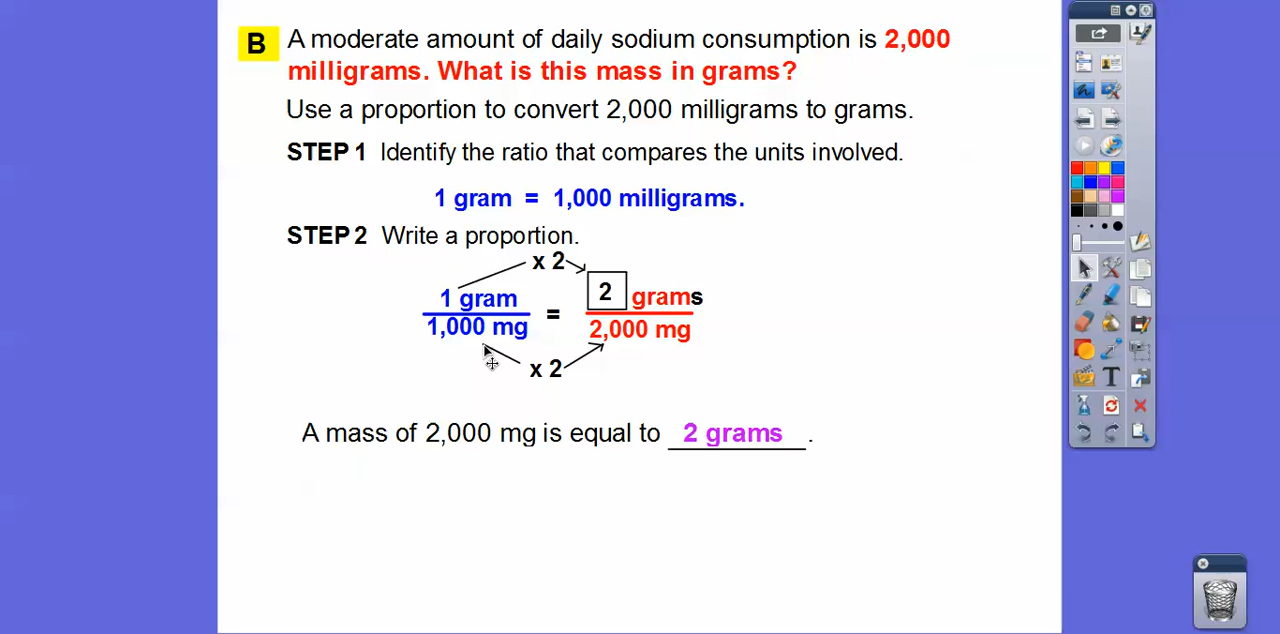 B A moderate amount of daily sodium consumption is 2,000
milligrams. What is this mass in grams?
Use a proportion to convert 2,000 milligrams to grams.
STEP 1 Identify the ratio that compares the units involved.
1 gram = 1,000 milligrams.
STEP 2 Write a proportion.
x 2
1 gram = 2 grams
1,000 mg 2,000 mg
x 2
A mass of 2,000 mg is equal to 2 grams .
T